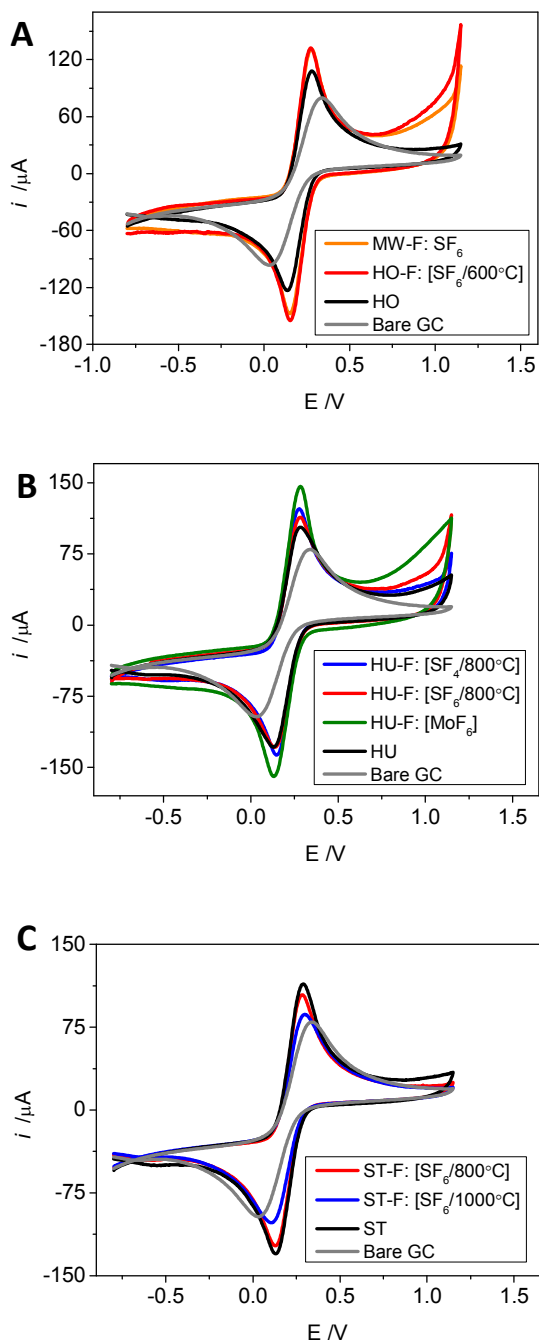 A
i /μA
120
60
0
-60
-120
-180
MW-F: SF6
HO-F: [SF6/600°C]
HO
Bare GC
-1.0 -0.5 0.0 0.5 1.0 1.5
E /V
B
i /μA
150
75
0
-75
-150
HU-F: [SF4/800°C]
HU-F: [SF6/800°C]
HU-F: [MoF6]
HU
Bare GC
-0.5 0.0 0.5 1.0 1.5
E /V
C
i /μA
150
75
0
-75
-150
ST-F: [SF6/800°C]
ST-F: [SF6/1000°C]
ST
Bare GC
-0.5 0.0 0.5 1.0 1.5
E /V